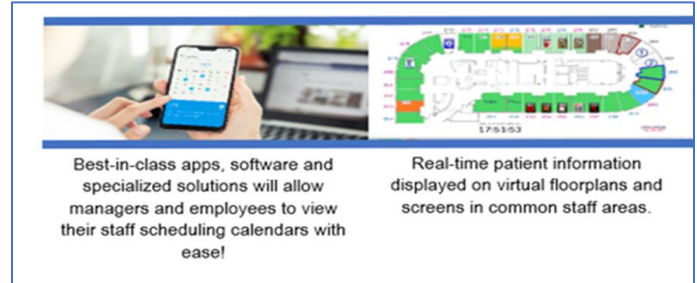 17:51:53
Best-in-class apps, software and
specialized solutions will allow
managers and employees to view
their staff scheduling calendars with
ease!
Real-time patient information
displayed on virtual floorplans and
screens in common staff areas.